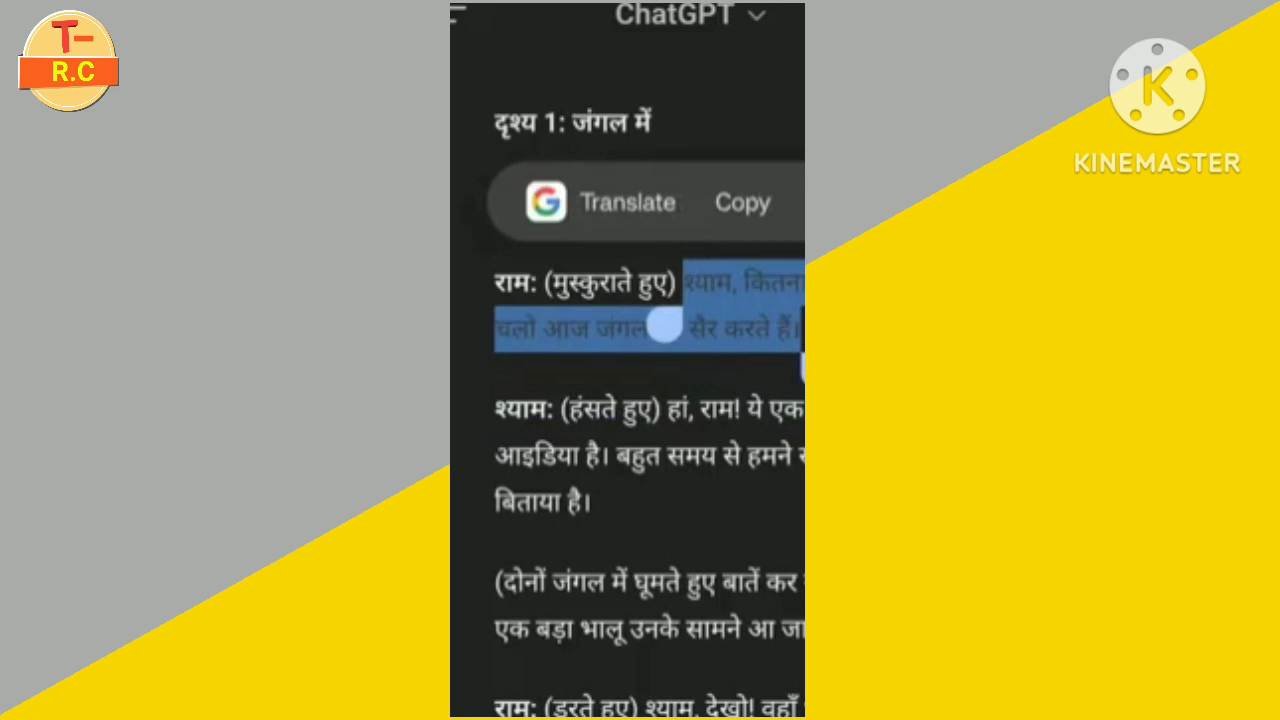 T-
R.C
KINEMASTER
ChatGPT
दृश्य 1: जंगल में
Translate Copy
राम: (मुस्कुराते हुए) श्याम, कितना
चलो आज जंगल सैर करते हैं।
श्याम: (हंसते हुए) हां, राम! ये एक
आइडिया है। बहुत समय से हमने
बिताया है।
(दोनों जंगल में घूमते हुए बातें कर
एक बड़ा भालू उनके सामने आ जा
राम: (डरते हुए) श्याम, देखो! वहाँ